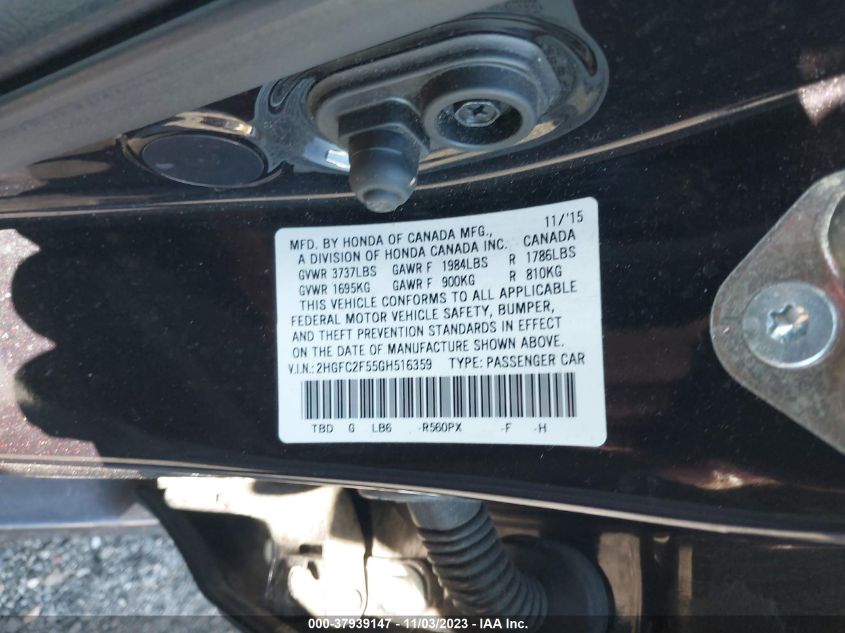 11/'15
MFD. BY HONDA OF CANADA MFG.,
A DIVISION OF HONDA CANADA INC. CANADA
GVWR 3737LBS GAWR F 1984LBS R 1786LBS
GVWR 1695KG GAWR F 900KG R 810KG
THIS VEHICLE CONFORMS TO ALL APPLICABLE
FEDERAL MOTOR VEHICLE SAFETY, BUMPER,
AND THEFT PREVENTION STANDARDS IN EFFECT
ON THE DATE OF MANUFACTURE SHOWN ABOVE.
V.I.N.: 2HGFC2F55GH516359 TYPE: PASSENGER CAR
TBD G LB6 -R560PX -F -H
000-37939147 - 11/03/2023 - IAA Inc.